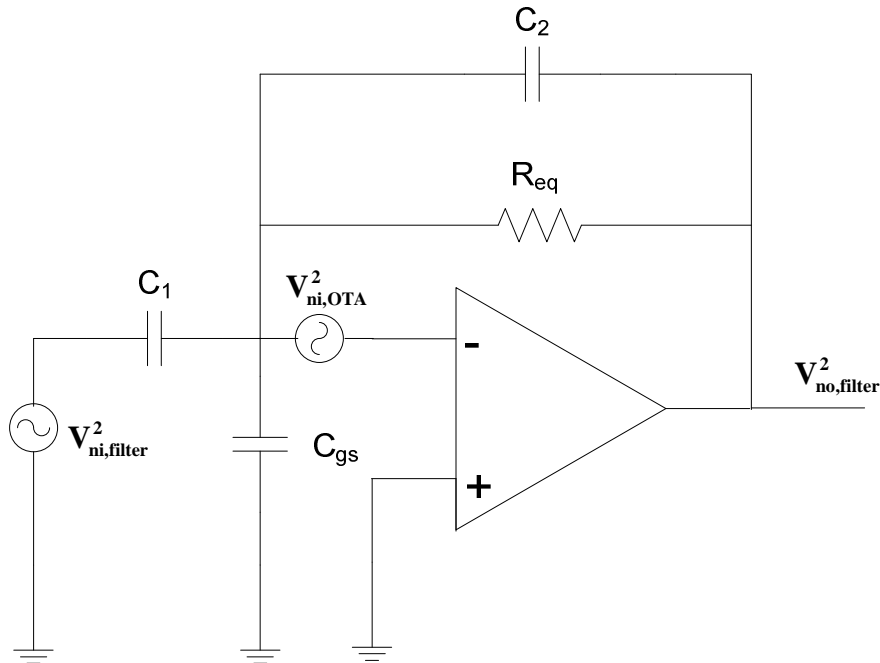 C₂
Req
C₁
V²ni,OTA
-
V²no,filter
V²ni,filter
Cgs
+